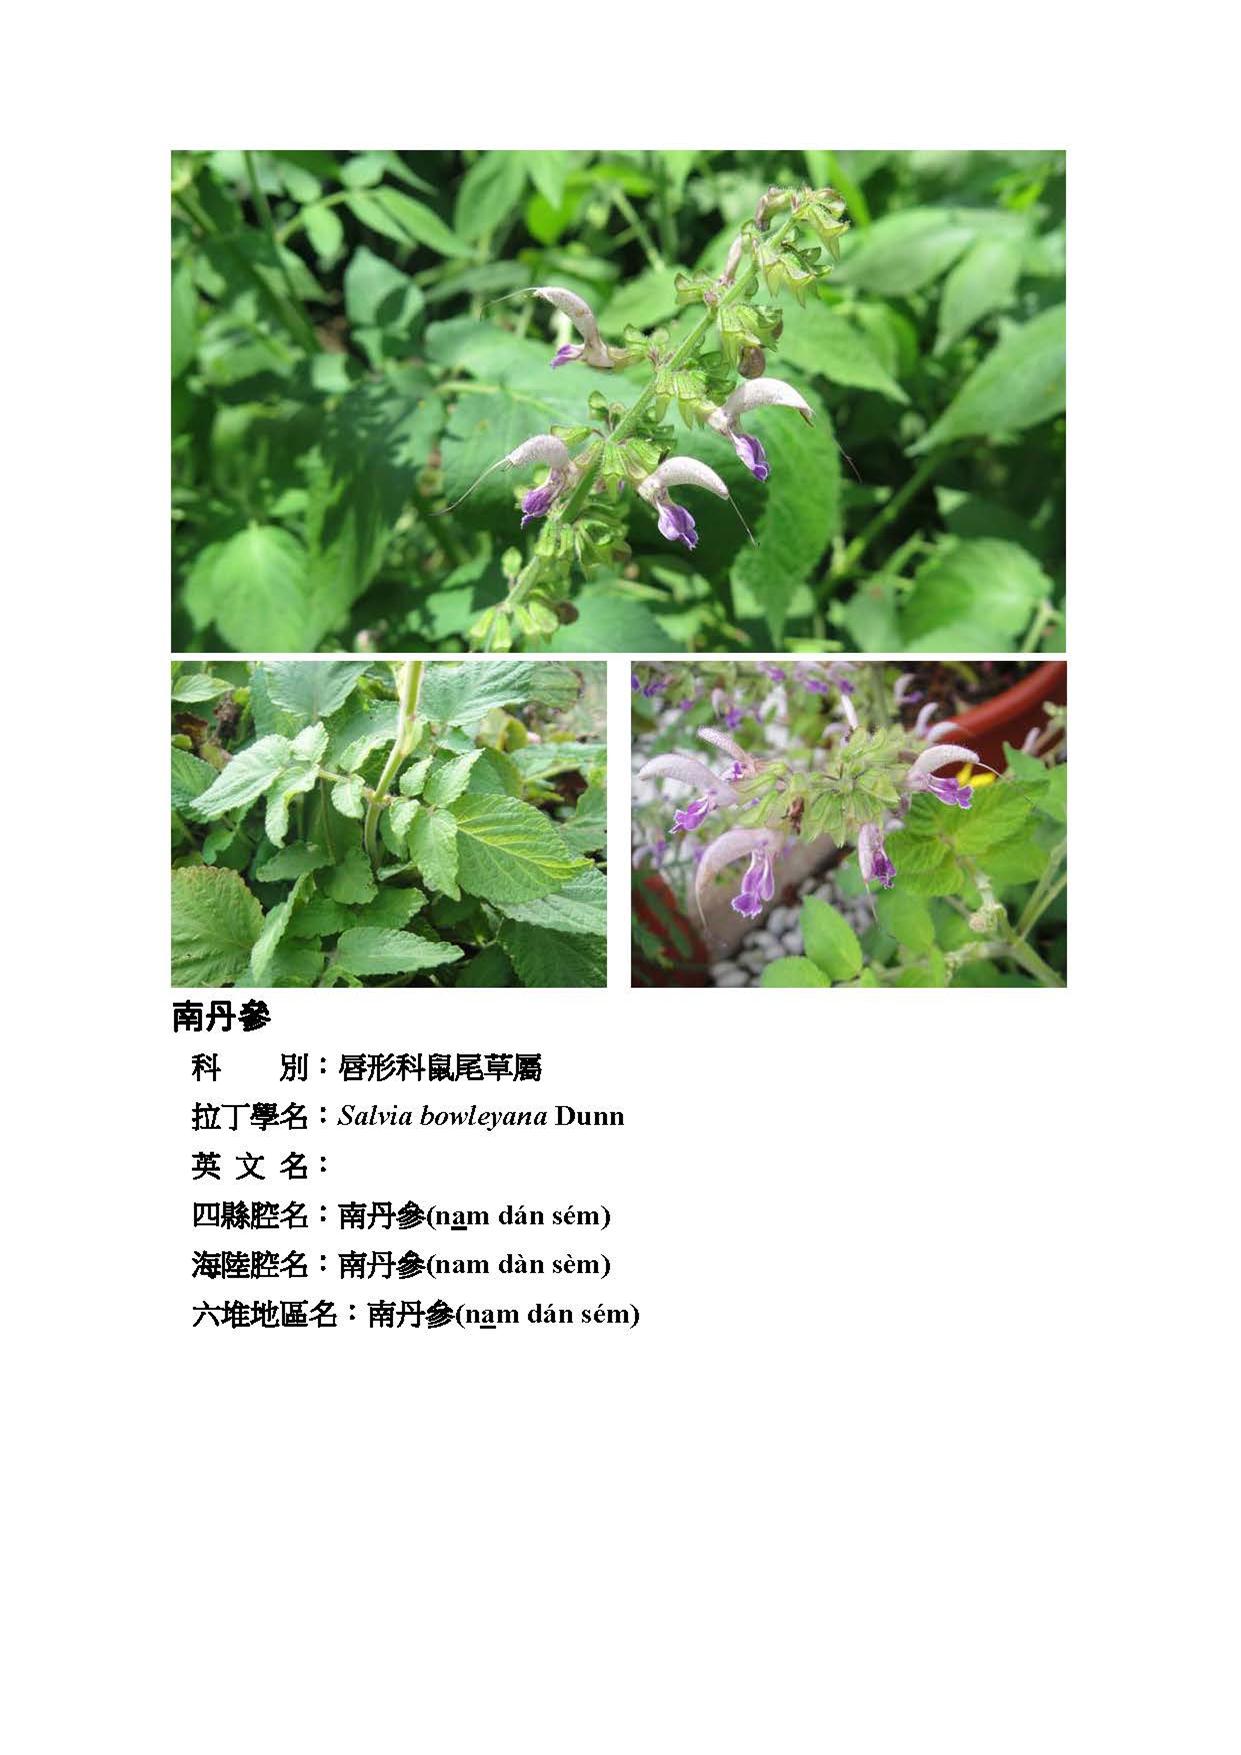 南丹參
科　　別：唇形科鼠尾草屬
拉丁學名：Salvia bowleyana Dunn
英 文 名：
四縣腔名：南丹參(na̲m dán sém)
海陸腔名：南丹參(nam dàn sèm)
六堆地區名：南丹參(na̲m dán sém)